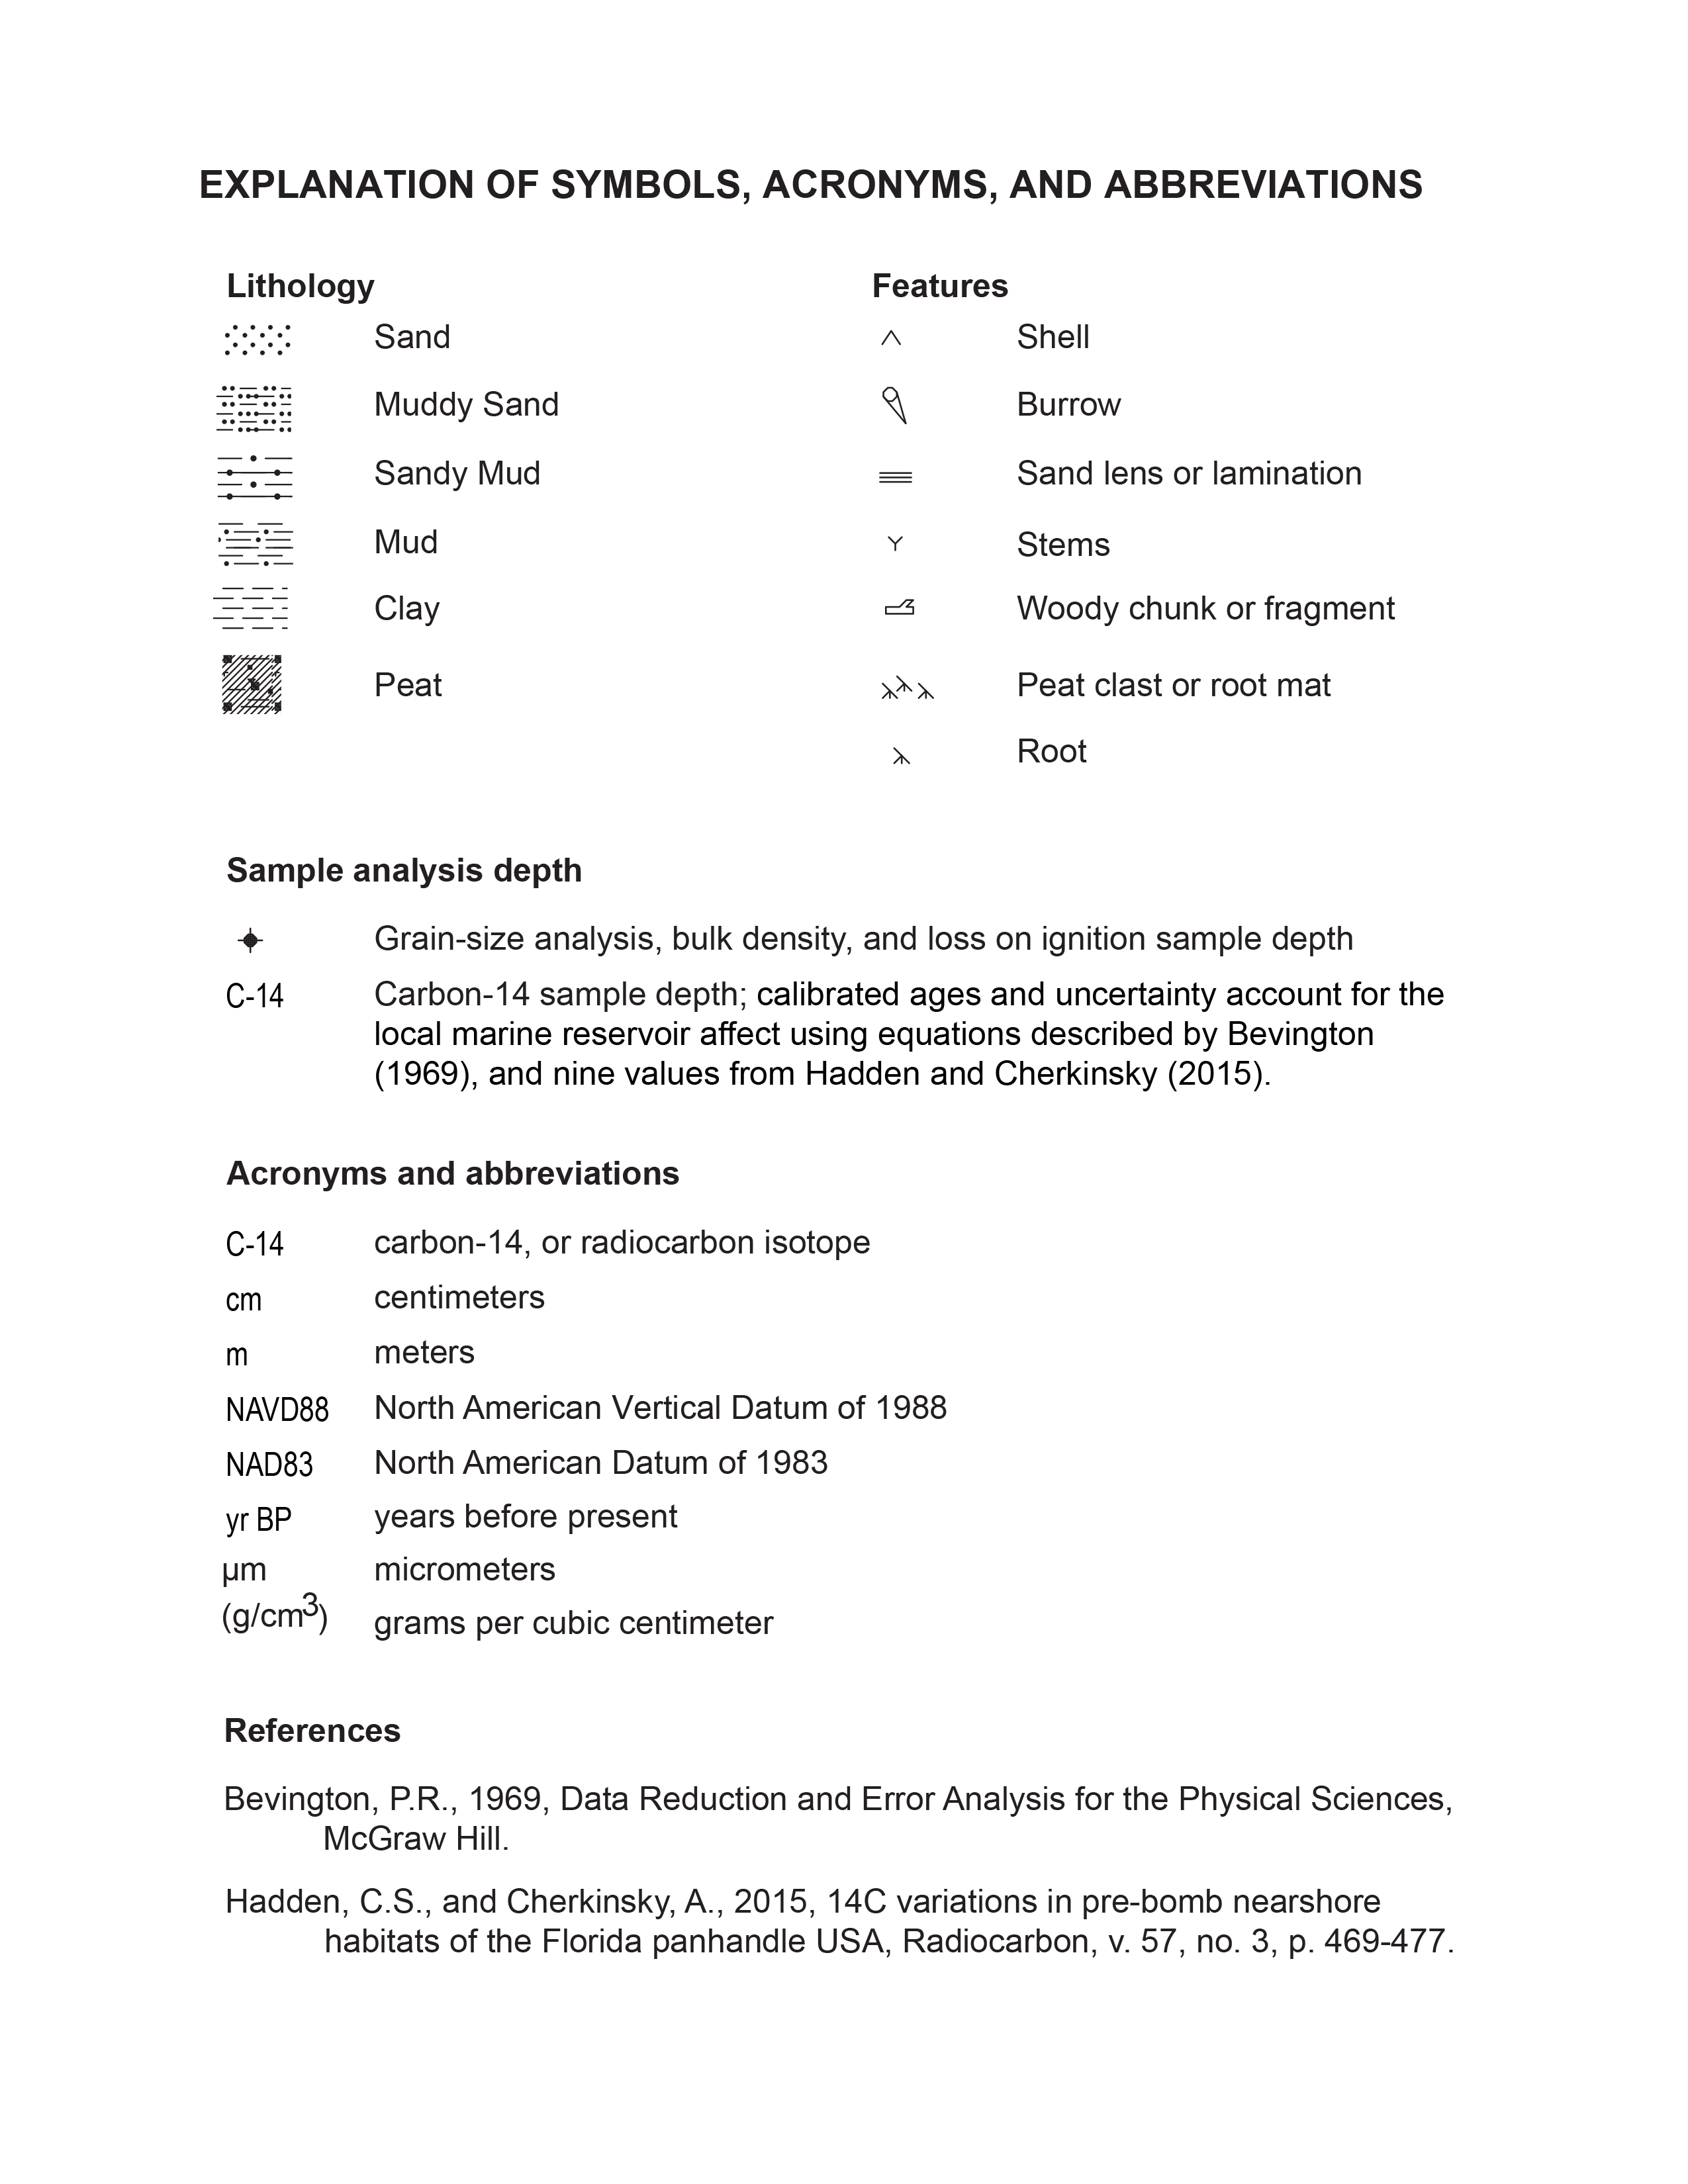 EXPLANATION OF SYMBOLS, ACRONYMS, AND ABBREVIATIONS
Lithology
Sand
Muddy Sand
Sandy Mud
Mud
Clay
Peat
Features
Shell
Burrow
Sand lens or lamination
Stems
Woody chunk or fragment
Peat clast or root mat
Root
Sample analysis depth
Grain-size analysis, bulk density, and loss on ignition sample depth
C-14 Carbon-14 sample depth; calibrated ages and uncertainty account for the
local marine reservoir affect using equations described by Bevington
(1969), and nine values from Hadden and Cherkinsky (2015).
Acronyms and abbreviations
C-14 carbon-14, or radiocarbon isotope
cm centimeters
m meters
NAVD88 North American Vertical Datum of 1988
NAD83 North American Datum of 1983
yr BP years before present
µm micrometers
(g/cm³) grams per cubic centimeter
References
Bevington, P.R., 1969, Data Reduction and Error Analysis for the Physical Sciences,
McGraw Hill.
Hadden, C.S., and Cherkinsky, A., 2015, 14C variations in pre-bomb nearshore
habitats of the Florida panhandle USA, Radiocarbon, v. 57, no. 3, p. 469-477.